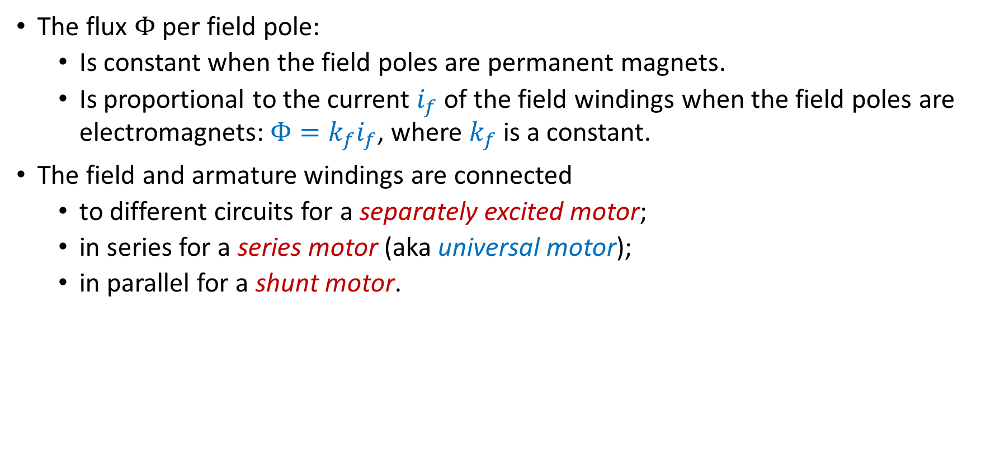 • The flux Φ per field pole:
• Is constant when the field poles are permanent magnets.
• Is proportional to the current i_f of the field windings when the field poles are
electromagnets: Φ = k_f i_f, where k_f is a constant.
• The field and armature windings are connected
• to different circuits for a separately excited motor;
• in series for a series motor (aka universal motor);
• in parallel for a shunt motor.